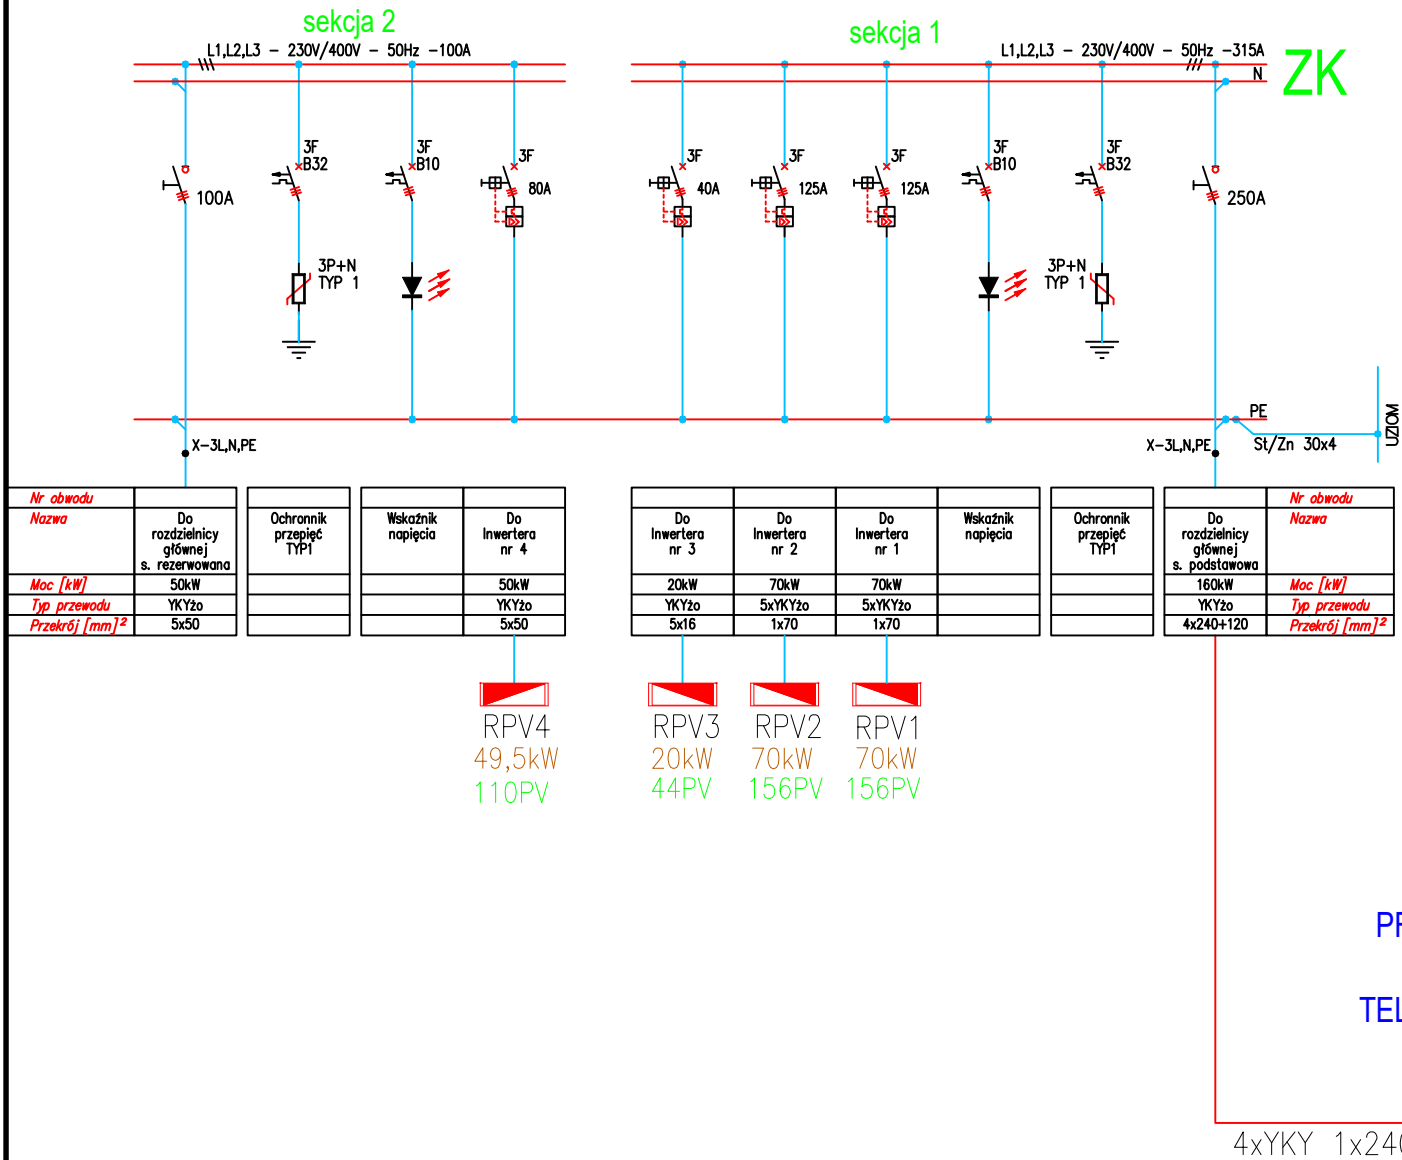 sekcja 2
sekcja 1
L1,L2,L3 - 230V/400V - 50Hz -100A
L1,L2,L3 - 230V/400V - 50Hz -315A
N
ZK
100A
3F
B32
3F
B10
3F
80A
3F
40A
3F
125A
3F
125A
3F
B10
3F
B32
250A
3P+N
TYP 1
3P+N
TYP 1
PE
X-3L,N,PE
X-3L,N,PE
St/Zn 30x4
UZIOM
Nr obwodu
Nazwa
Do
rozdzielnicy
głównej
s. rezerwowana
Ochronnik
przepięć
TYP1
Wskaźnik
napięcia
Do
Inwertera
nr 4
Moc [kW]
50kW
50kW
Typ przewodu
YKYżo
YKYżo
Przekrój [mm]²
5x50
5x50
Nr obwodu
Do
Inwertera
nr 3
Do
Inwertera
nr 2
Do
Inwertera
nr 1
Wskaźnik
napięcia
Ochronnik
przepięć
TYP1
Do
rozdzielnicy
głównej
s. podstawowa
Nazwa
20kW
70kW
70kW
160kW
Moc [kW]
YKYżo
5xYKYżo
5xYKYżo
YKYżo
Typ przewodu
5x16
1x70
1x70
4x240+120
Przekrój [mm]²
RPV4
49,5kW
110PV
RPV3
20kW
44PV
RPV2
70kW
156PV
RPV1
70kW
156PV
PF
TEL
4xYKY 1x240